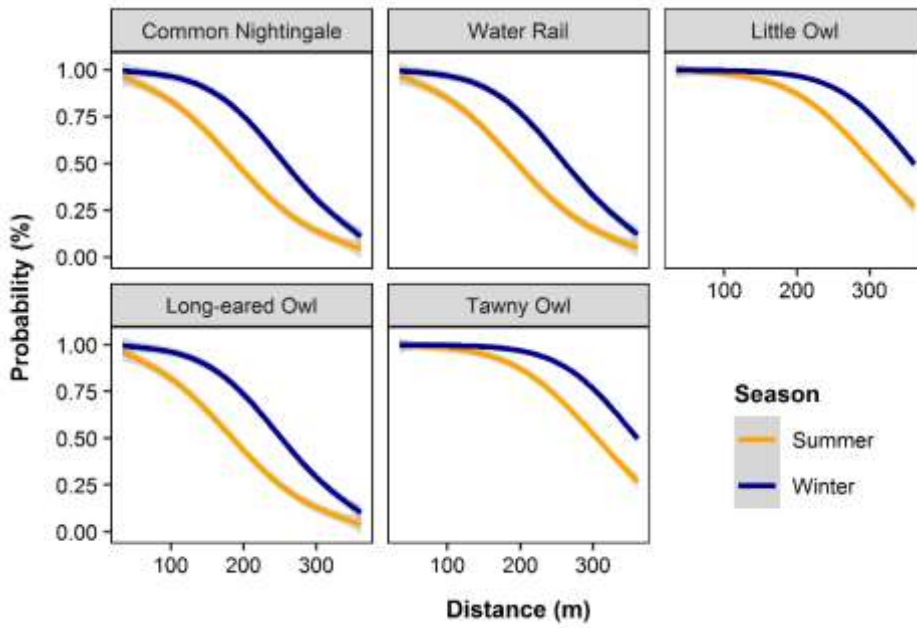 Common Nightingale
Water Rail
Little Owl
1.00
0.75
0.50
0.25
0.00
100 200 300
Long-eared Owl
Tawny Owl
1.00
0.75
0.50
0.25
0.00
100 200 300
100 200 300
Probability (%)
Distance (m)
Season
Summer
Winter